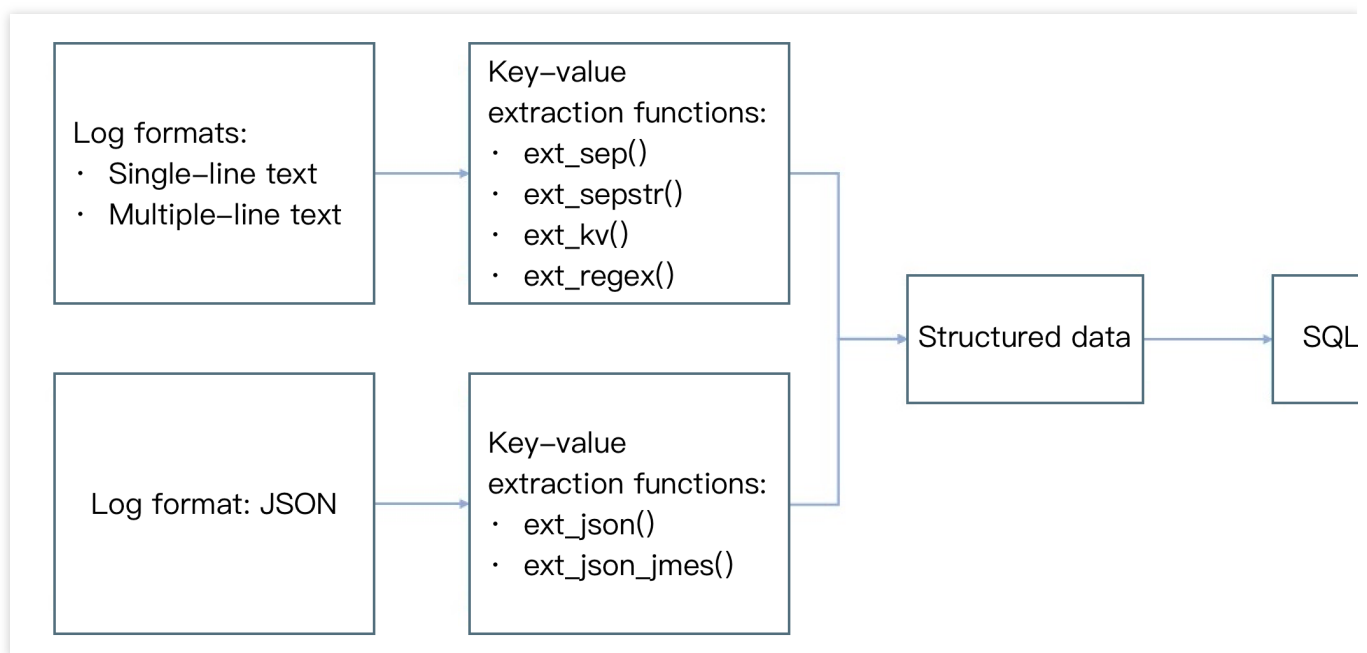 Log formats:
· Single-line text
· Multiple-line text
Key-value
extraction functions:
· ext_sep()
· ext_sepstr()
· ext_kv()
· ext_regex()
Structured data
SQL
Log format: JSON
Key-value
extraction functions:
· ext_json()
· ext_json_jmes()